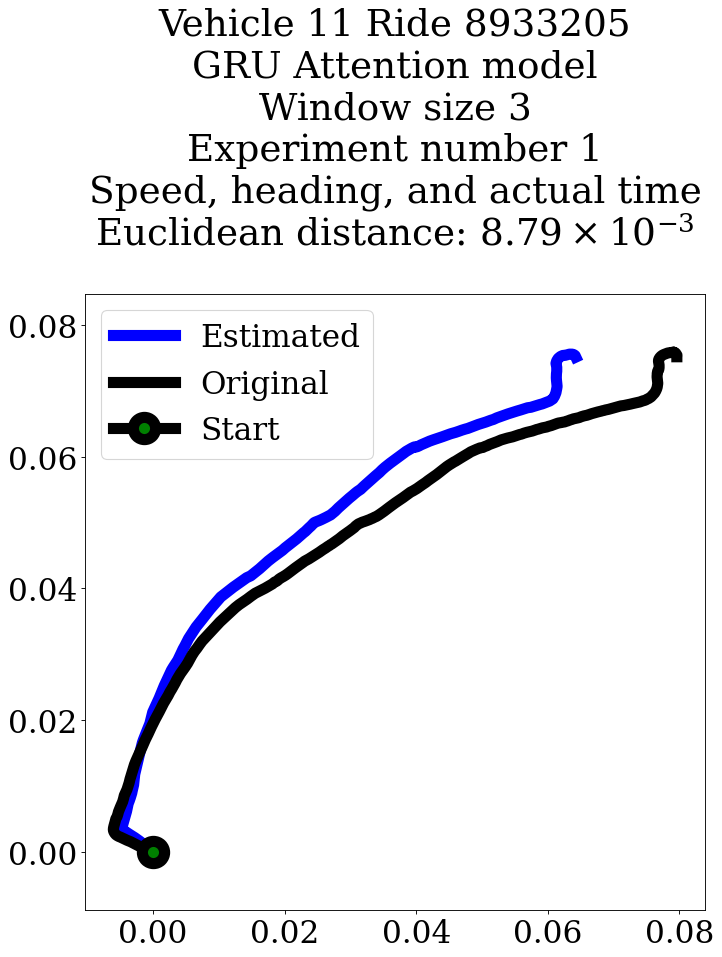 Vehicle 11 Ride 8933205
GRU Attention model
Window size 3
Experiment number 1
Speed, heading, and actual time
Euclidean distance: 8.79 × 10⁻³
Estimated
Original
Start
0.08
0.06
0.04
0.02
0.00
0.00 0.02 0.04 0.06 0.08